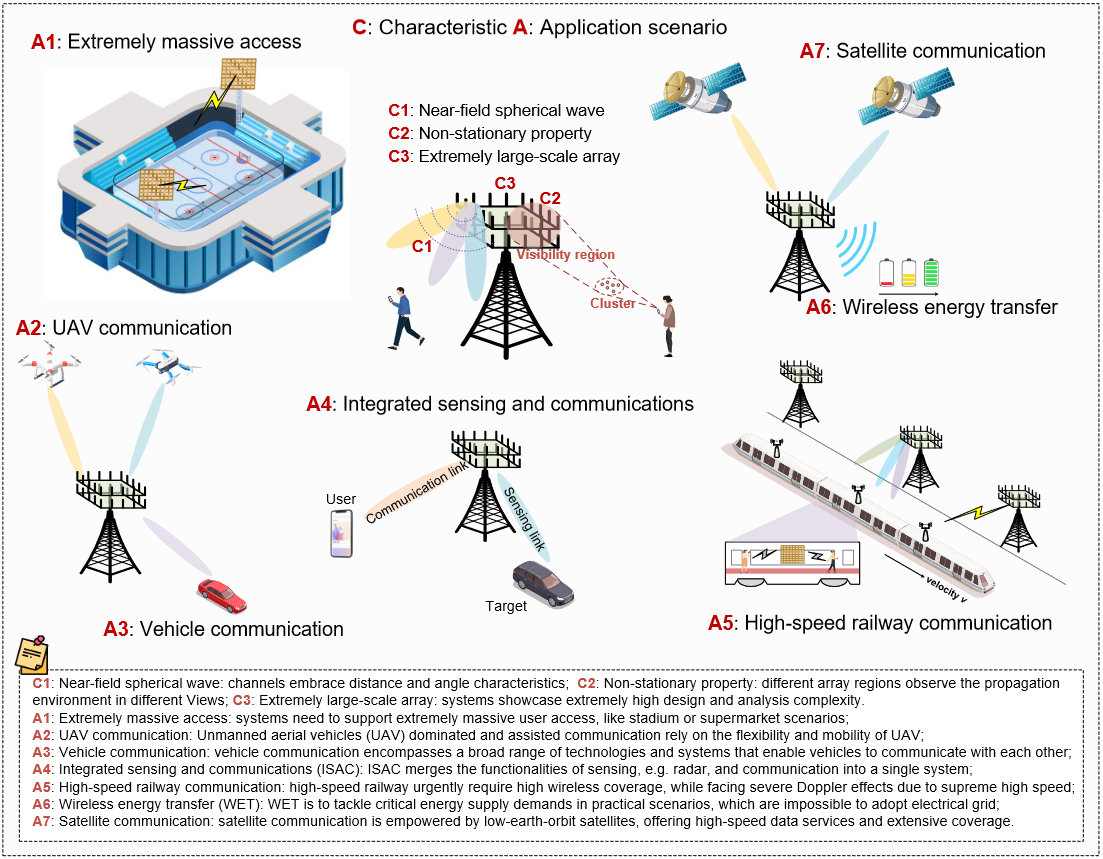 C: Characteristic A: Application scenario
A1: Extremely massive access
A7: Satellite communication
C1: Near-field spherical wave
C2: Non-stationary property
C3: Extremely large-scale array
C3
C2
C1
Visibility region
Cluster
A6: Wireless energy transfer
A2: UAV communication
A4: Integrated sensing and communications
Communication link
Sensing link
User
Target
velocity v
A3: Vehicle communication
A5: High-speed railway communication
C1: Near-field spherical wave: channels embrace distance and angle characteristics; C2: Non-stationary property: different array regions observe the propagation
environment in different Views; C3: Extremely large-scale array: systems showcase extremely high design and analysis complexity.
A1: Extremely massive access: systems need to support extremely massive user access, like stadium or supermarket scenarios;
A2: UAV communication: Unmanned aerial vehicles (UAV) dominated and assisted communication rely on the flexibility and mobility of UAV;
A3: Vehicle communication: vehicle communication encompasses a broad range of technologies and systems that enable vehicles to communicate with each other;
A4: Integrated sensing and communications (ISAC): ISAC merges the functionalities of sensing, e.g. radar, and communication into a single system;
A5: High-speed railway communication: high-speed railway urgently require high wireless coverage, while facing severe Doppler effects due to supreme high speed;
A6: Wireless energy transfer (WET): WET is to tackle critical energy supply demands in practical scenarios, which are impossible to adopt electrical grid;
A7: Satellite communication: satellite communication is empowered by low-earth-orbit satellites, offering high-speed data services and extensive coverage.